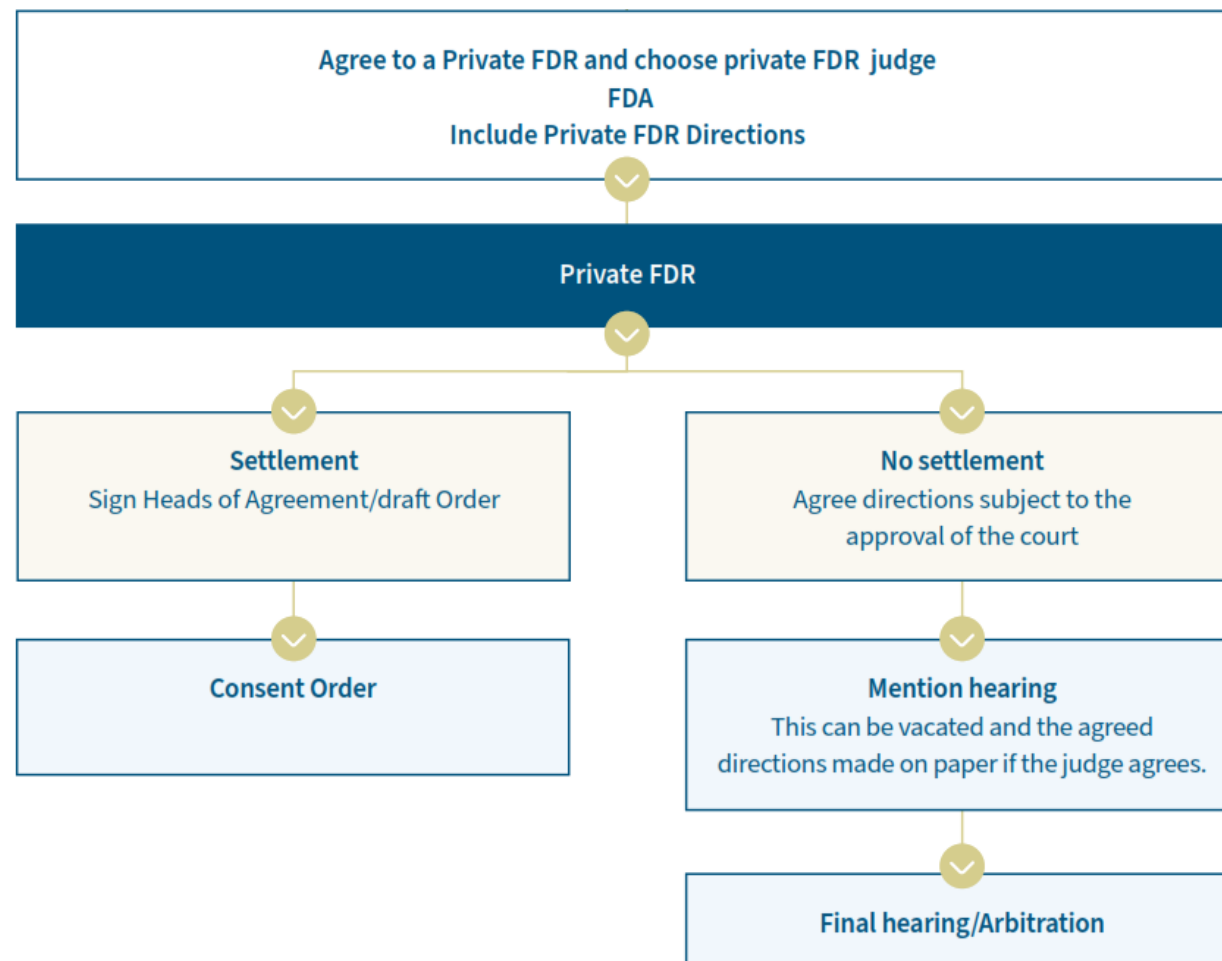 Agree to a Private FDR and choose private FDR judge
FDA
Include Private FDR Directions
Private FDR
Settlement
Sign Heads of Agreement/draft Order
No settlement
Agree directions subject to the
approval of the court
Consent Order
Mention hearing
This can be vacated and the agreed
directions made on paper if the judge agrees.
Final hearing/Arbitration